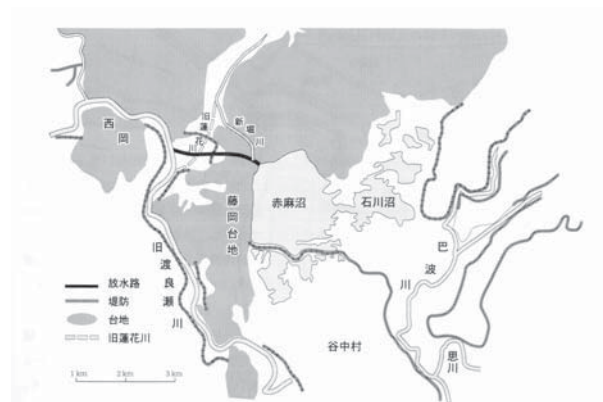 西岡
旧蓮花川
新堀川
藤岡台地
赤麻沼
石川沼
旧渡良瀬川
巴波川
谷中村
思川
放水路
堤防
台地
旧蓮花川
1 km
2 km
3 km